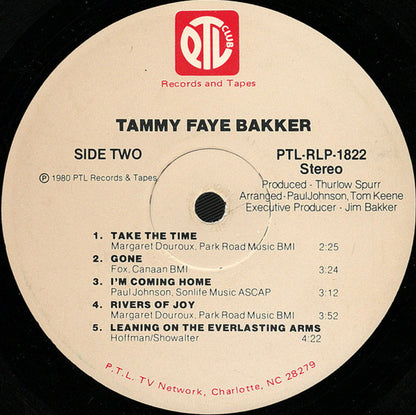 PTL CLUB
Records and Tapes
TAMMY FAYE BAKKER
SIDE TWO
PTL-RLP-1822
Stereo
℗ 1980 PTL Records & Tapes
Produced - Thurlow Spurr
Arranged-PaulJohnson, Tom Keene
Executive Producer - Jim Bakker
1. TAKE THE TIME
Margaret Douroux, Park Road Music BMI 2:25
2. GONE
Fox, Canaan BMI 3:24
3. I'M COMING HOME
Paul Johnson, Sonlife Music ASCAP 3:12
4. RIVERS OF JOY
Margaret Douroux, Park Road Music BMI 3:52
5. LEANING ON THE EVERLASTING ARMS
Hoffman/Showalter 4:22
P.T.L. TV Network, Charlotte, NC 28279